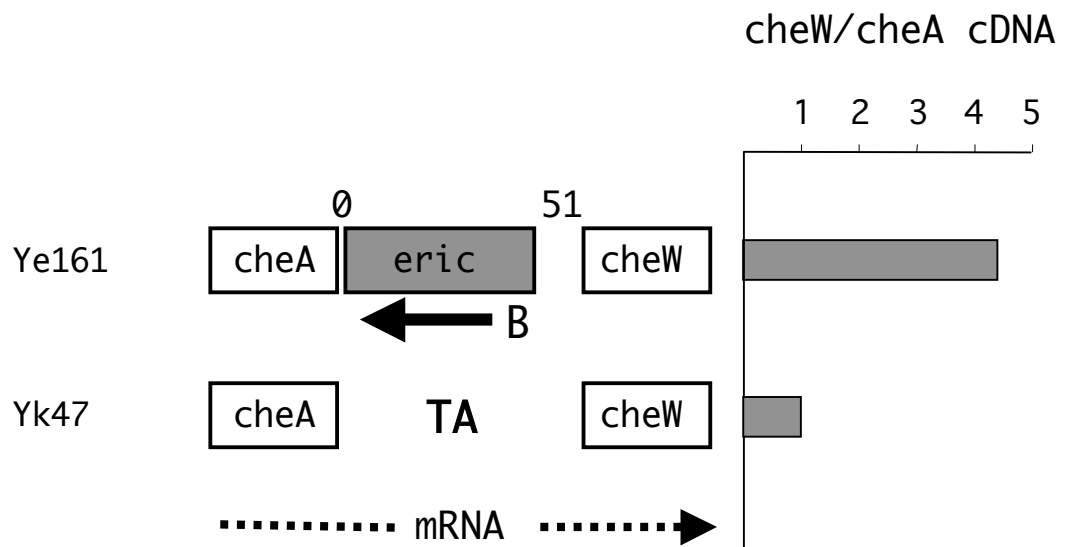 cheW/cheA cDNA
1 2 3 4 5
0 51
Ye161 cheA eric cheW
B
Yk47 cheA TA cheW
mRNA